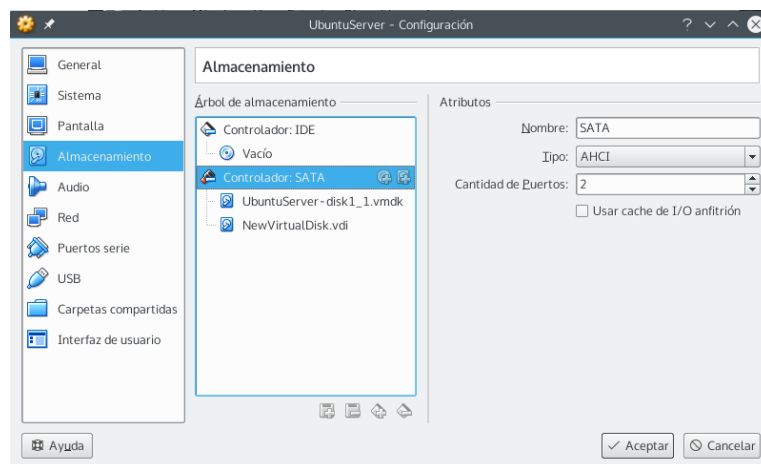 UbuntuServer - Configuración
General
Sistema
Pantalla
Almacenamiento
Audio
Red
Puertos serie
USB
Carpetas compartidas
Interfaz de usuario
Almacenamiento
Árbol de almacenamiento
Controlador: IDE
Vacío
Controlador: SATA
UbuntuServer-disk1_1.vmdk
NewVirtualDisk.vdi
Atributos
Nombre: SATA
Tipo: AHCI
Cantidad de Puertos: 2
Usar cache de I/O anfitrión
Ayuda
Aceptar
Cancelar